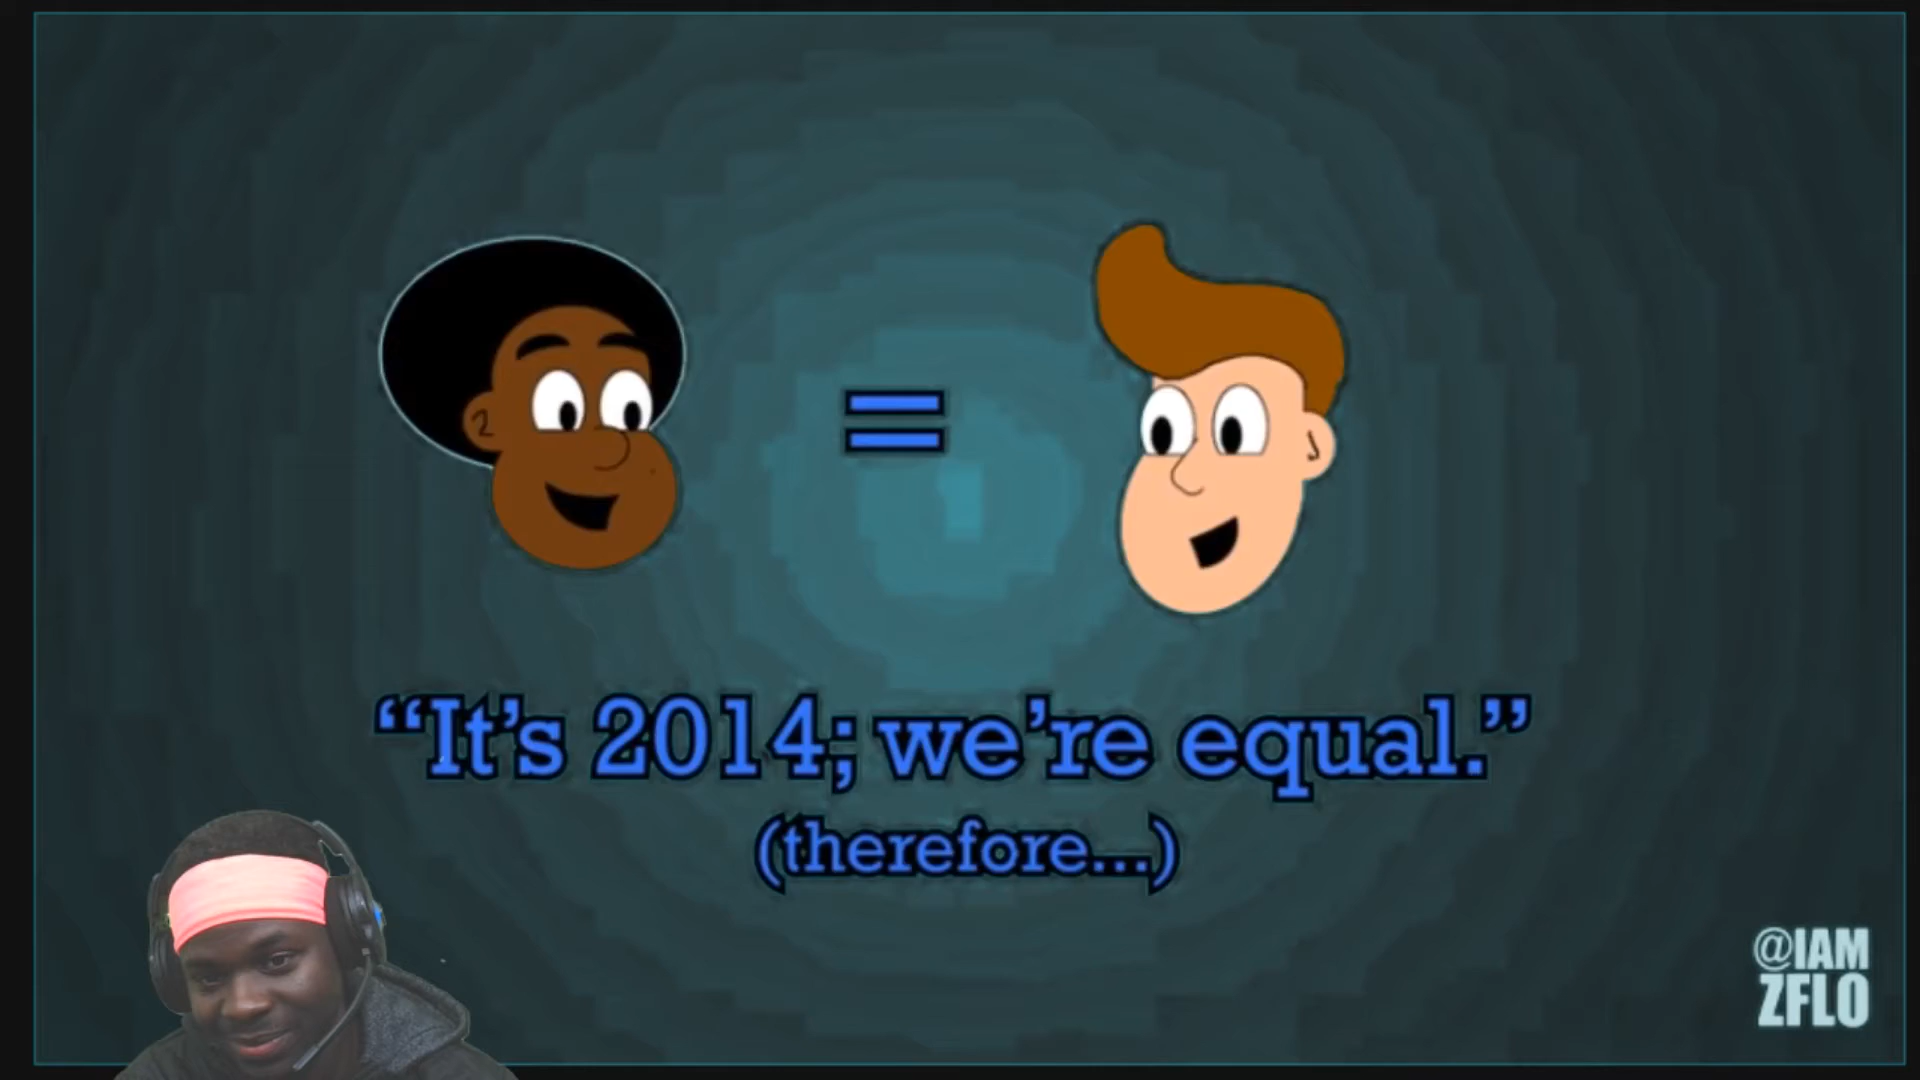 “It’s 2014; we’re equal.”
(therefore...)
@IAM
ZFLO